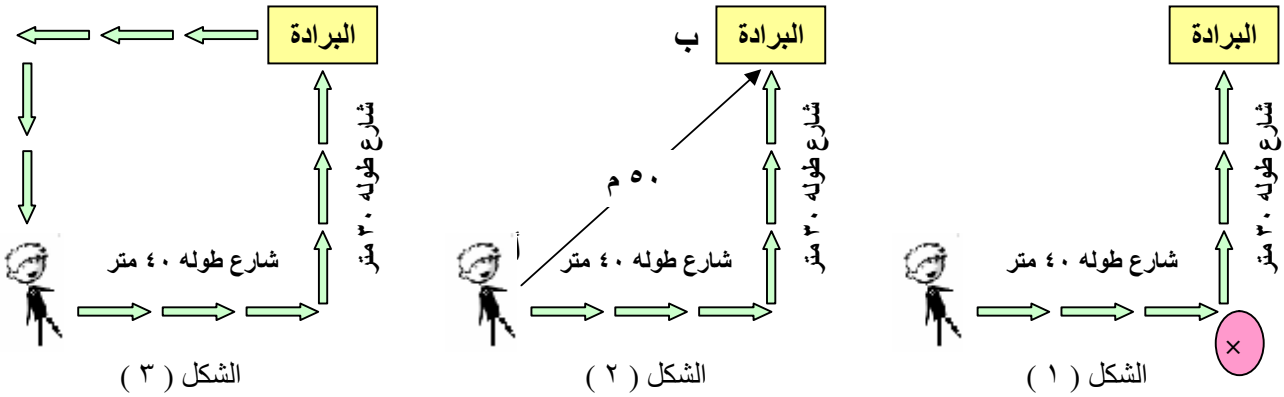 البرادة
شارع طوله ٣٠ متر
شارع طوله ٤٠ متر
×
الشكل ( ١ )
البرادة
ب
شارع طوله ٣٠ متر
٥٠ م
أ
شارع طوله ٤٠ متر
الشكل ( ٢ )
البرادة
شارع طوله ٣٠ متر
شارع طوله ٤٠ متر
الشكل ( ٣ )